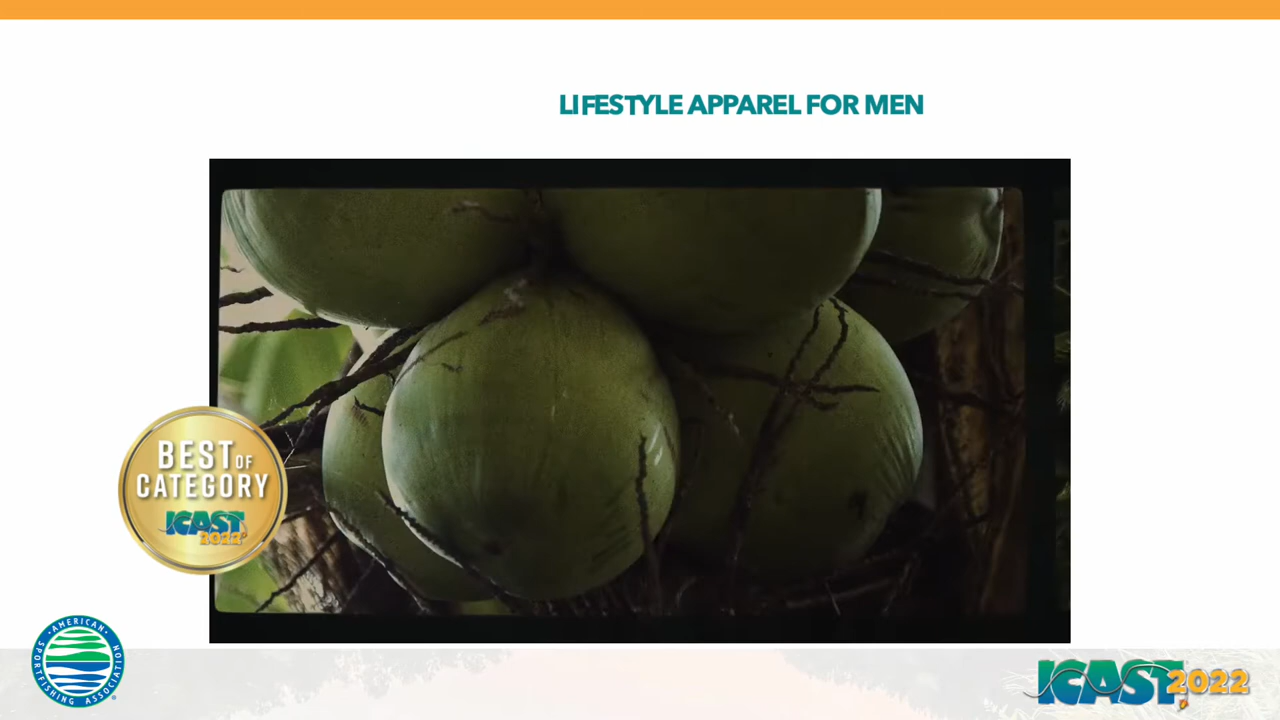 LIFESTYLE APPAREL FOR MEN
BEST OF
CATEGORY
ICAST
2022
AMERICAN
SPORTFISHING ASSOCIATION
ICAST 2022